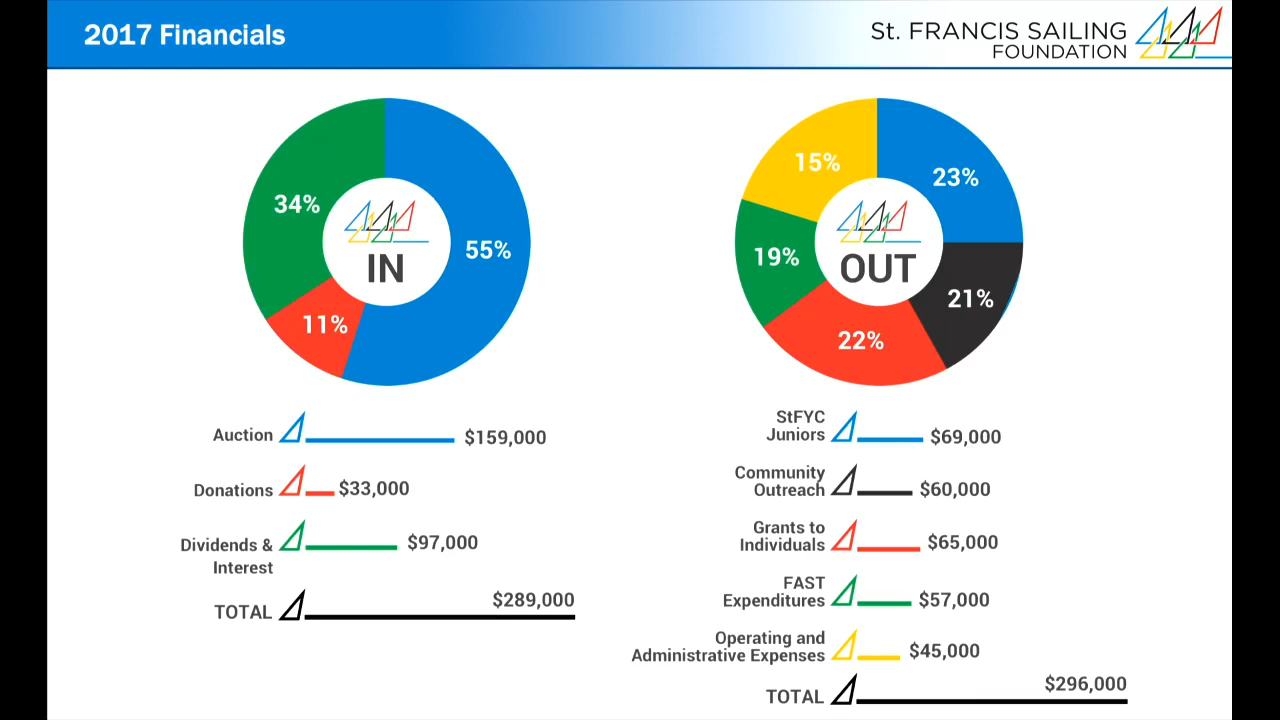 2017 Financials
St. FRANCIS SAILING
FOUNDATION
34%
55%
11%
IN
15%
23%
19%
21%
22%
OUT
Auction
$159,000
Donations
$33,000
Dividends &
Interest
$97,000
TOTAL
$289,000
StFYC
Juniors
$69,000
Community
Outreach
$60,000
Grants to
Individuals
$65,000
FAST
Expenditures
$57,000
Operating and
Administrative Expenses
$45,000
TOTAL
$296,000